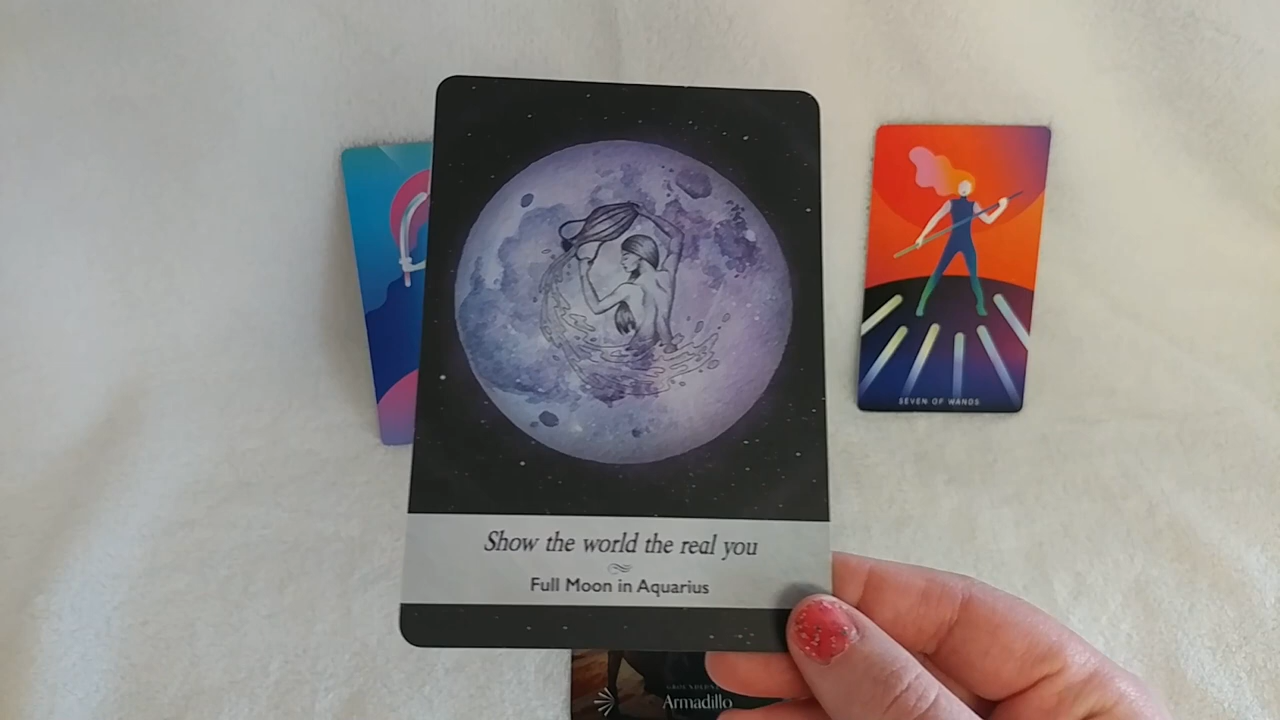 SEVEN OF WANDS
Show the world the real you
Full Moon in Aquarius
Armadillo